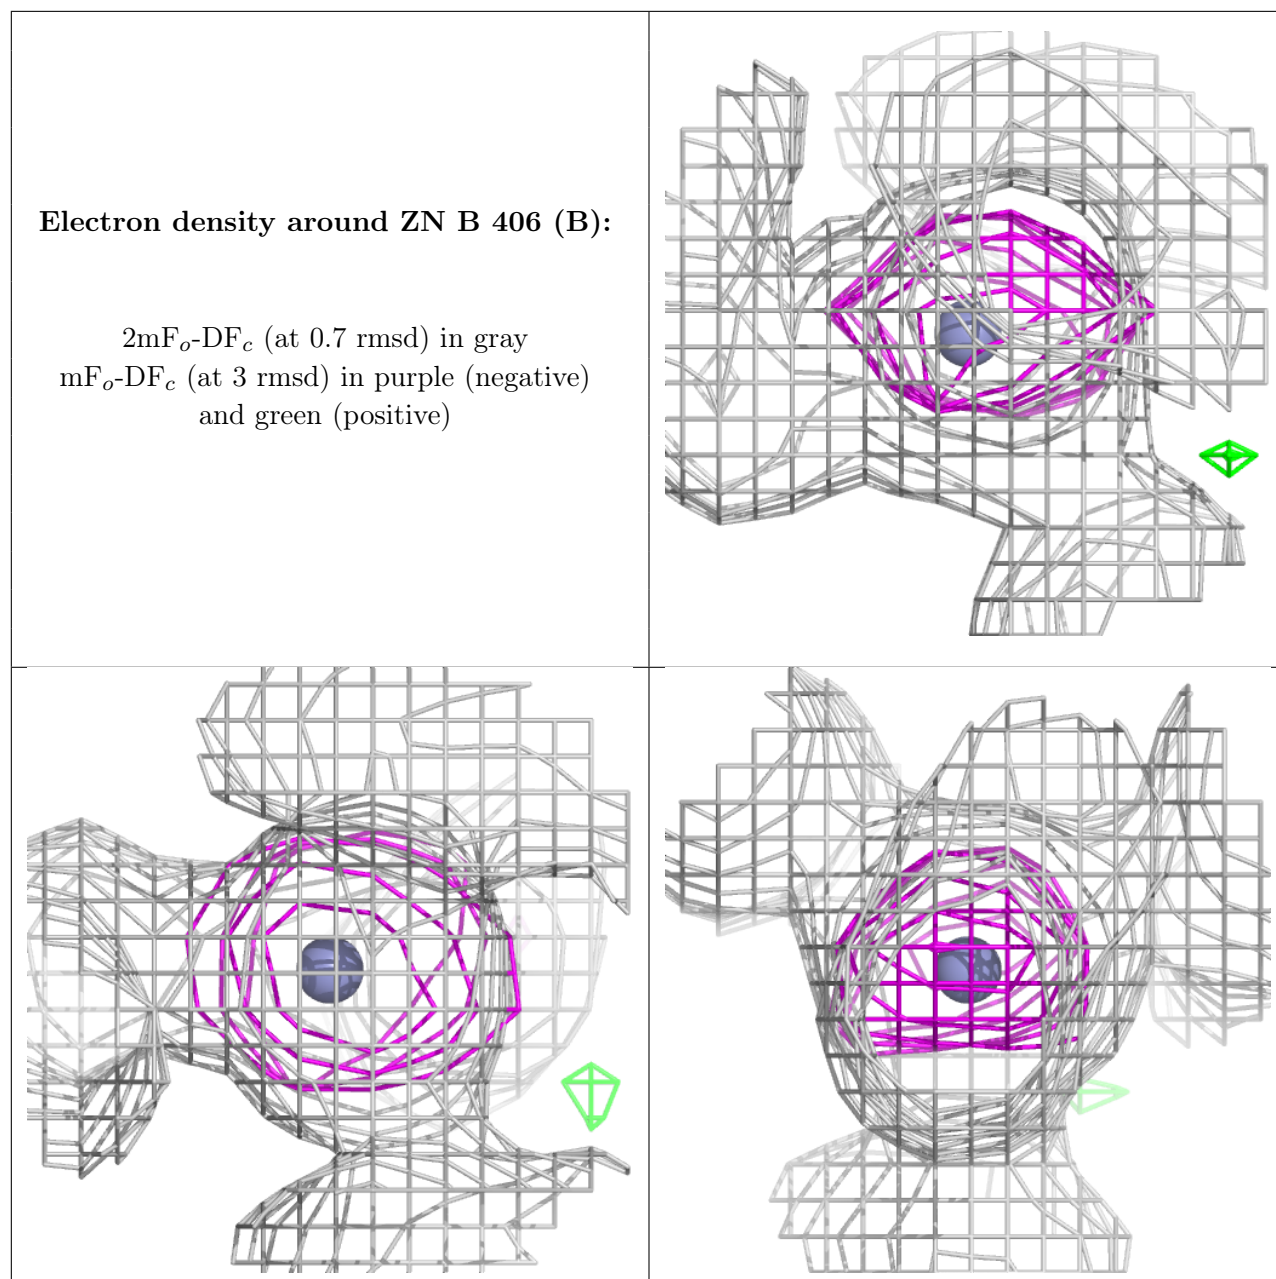 Electron density around ZN B 406 (B):
2mFo-DFc (at 0.7 rmsd) in gray
mFo-DFc (at 3 rmsd) in purple (negative)
and green (positive)